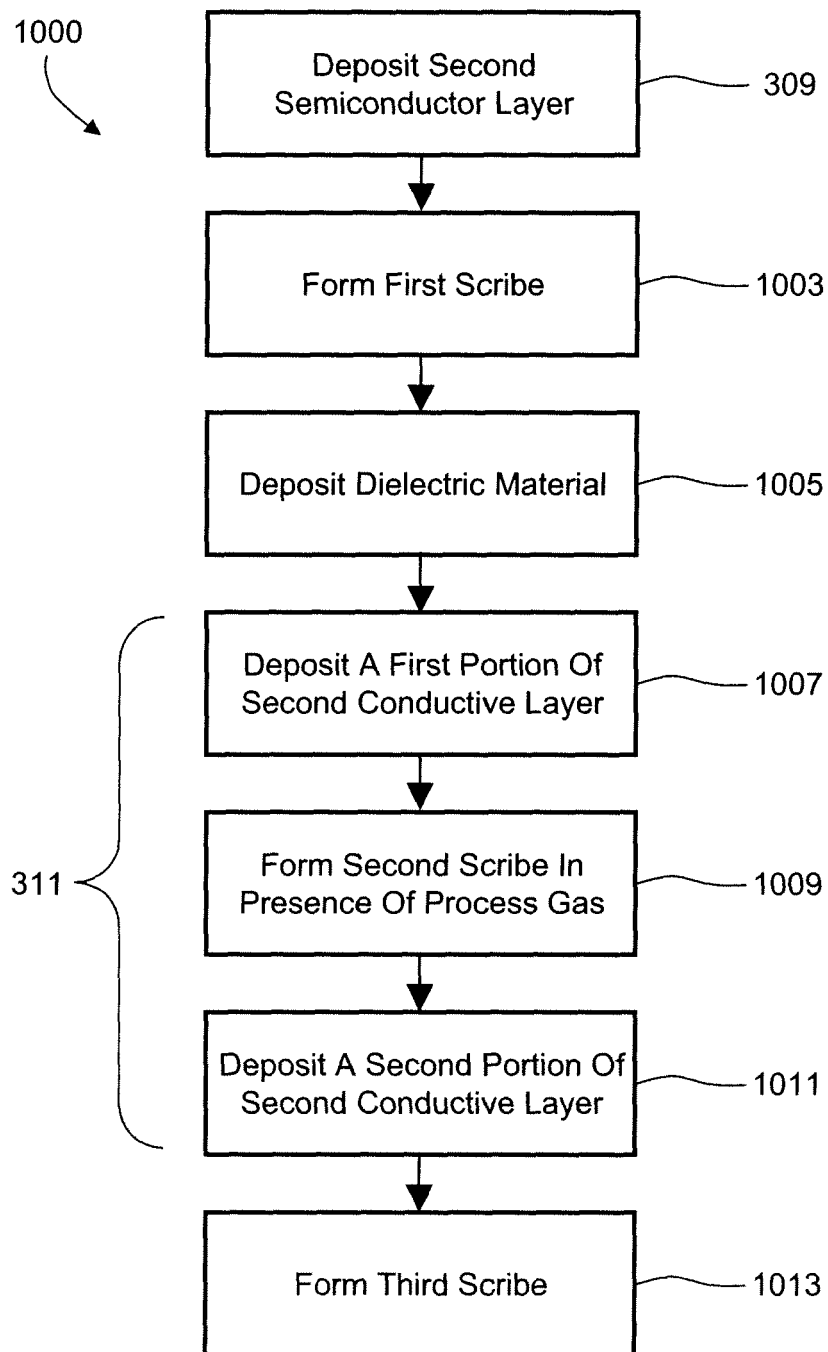 1000
Deposit Second
Semiconductor Layer
309
Form First Scribe
1003
Deposit Dielectric Material
1005
Deposit A First Portion Of
Second Conductive Layer
1007
311
Form Second Scribe In
Presence Of Process Gas
1009
Deposit A Second Portion Of
Second Conductive Layer
1011
Form Third Scribe
1013